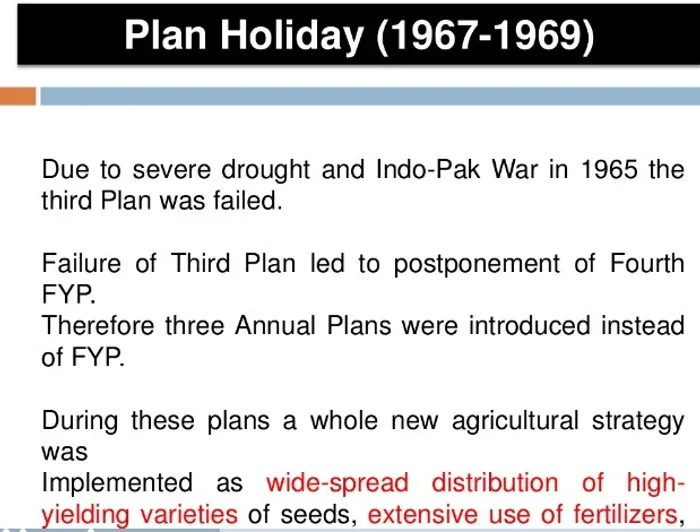 Plan Holiday (1967-1969)
Due to severe drought and Indo-Pak War in 1965 the
third Plan was failed.
Failure of Third Plan led to postponement of Fourth
FYP.
Therefore three Annual Plans were introduced instead
of FYP.
During these plans a whole new agricultural strategy
was
Implemented as wide-spread distribution of high-
yielding varieties of seeds, extensive use of fertilizers,